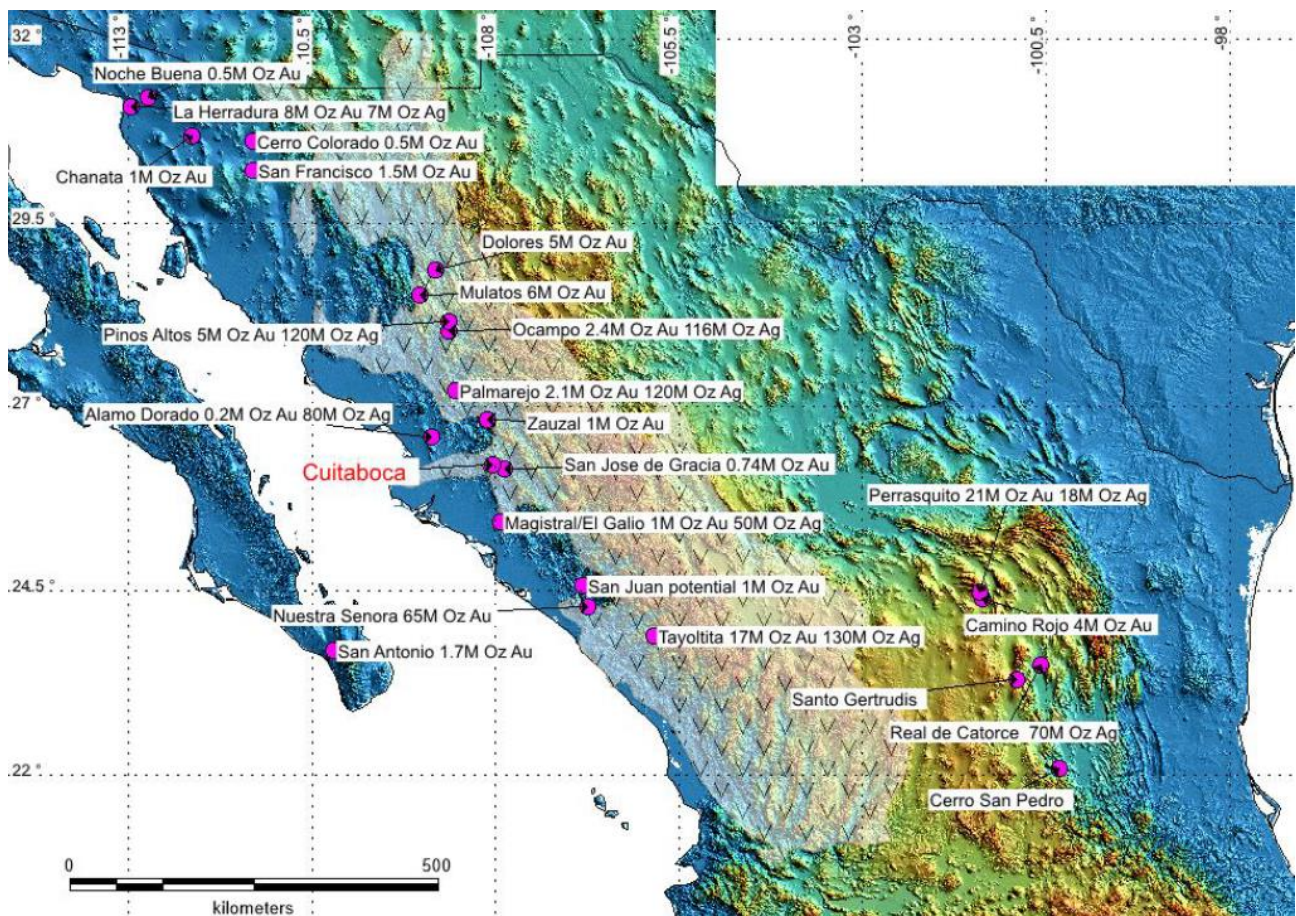 32 °
-113 °
10.5 °
-108 °
-105.5 °
-103 °
-100.5 °
-98 °
Noche Buena 0.5M Oz Au
La Herradura 8M Oz Au 7M Oz Ag
Cerro Colorado 0.5M Oz Au
Chanata 1M Oz Au
San Francisco 1.5M Oz Au
29.5 °
Dolores 5M Oz Au
Mulatos 6M Oz Au
Pinos Altos 5M Oz Au 120M Oz Ag
Ocampo 2.4M Oz Au 116M Oz Ag
27 °
Palmarejo 2.1M Oz Au 120M Oz Ag
Alamo Dorado 0.2M Oz Au 80M Oz Ag
Zauzal 1M Oz Au
Cuitaboca
San Jose de Gracia 0.74M Oz Au
Perrasquito 21M Oz Au 18M Oz Ag
Magistral/El Galio 1M Oz Au 50M Oz Ag
24.5 °
San Juan potential 1M Oz Au
Nuestra Senora 65M Oz Au
Camino Rojo 4M Oz Au
Tayoltita 17M Oz Au 130M Oz Ag
San Antonio 1.7M Oz Au
Santo Gertrudis
Real de Catorce 70M Oz Ag
22 °
Cerro San Pedro
0
500
kilometers